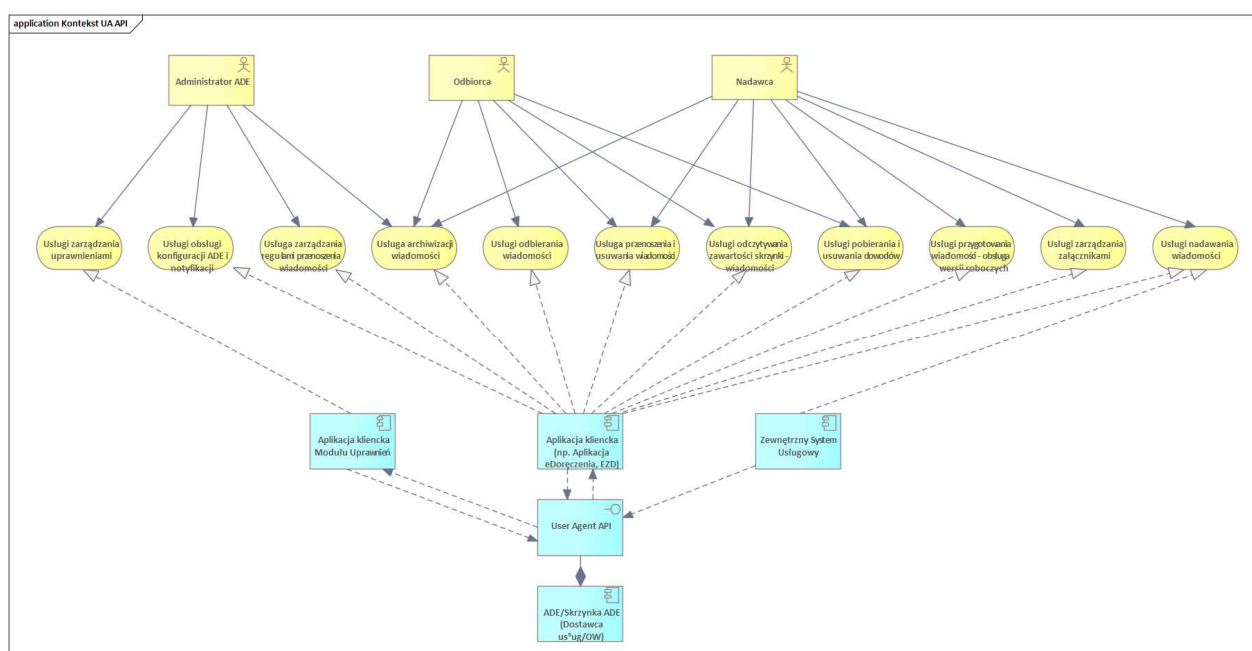 application Kontekst UA API
Administrator ADE
Odbiorca
Nadawca
Usługi zarządzania
uprawnieniami
Usługi obsługi
konfiguracji ADE i
notyfikacji
Usługa zarządzania
regułami przenoszenia
wiadomości
Usługa archiwizacji
wiadomości
Usługi odbierania
wiadomości
Usługa przenoszenia i
usuwania wiadomości
Usługi odczytywania
zawartości skrzynki -
wiadomości
Usługi pobierania i
usuwania dowodów
Usługi przygotowania
wiadomości - obsługa
wersji roboczych
Usługi zarządzania
załącznikami
Usługi nadawania
wiadomości
Aplikacja kliencka
Modułu Uprawnień
Aplikacja kliencka
(np. Aplikacja
eDoręczenia, EZD)
Zewnętrzny System
Usługowy
User Agent API
ADE/Skrzynka ADE
(Dostawca
us³ug/OW)